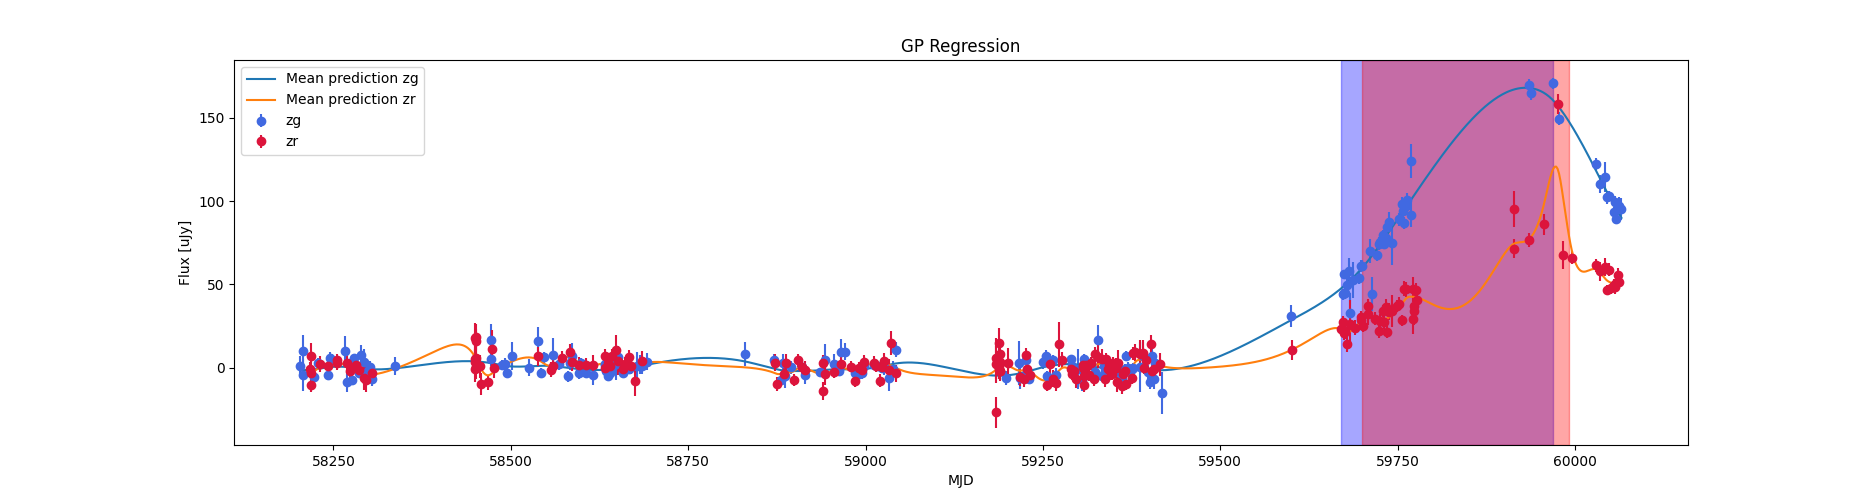 GP Regression
Mean prediction zg
Mean prediction zr
zg
zr
Flux [uJy]
150
100
50
0
58250 58500 58750 59000 59250 59500 59750 60000
MJD